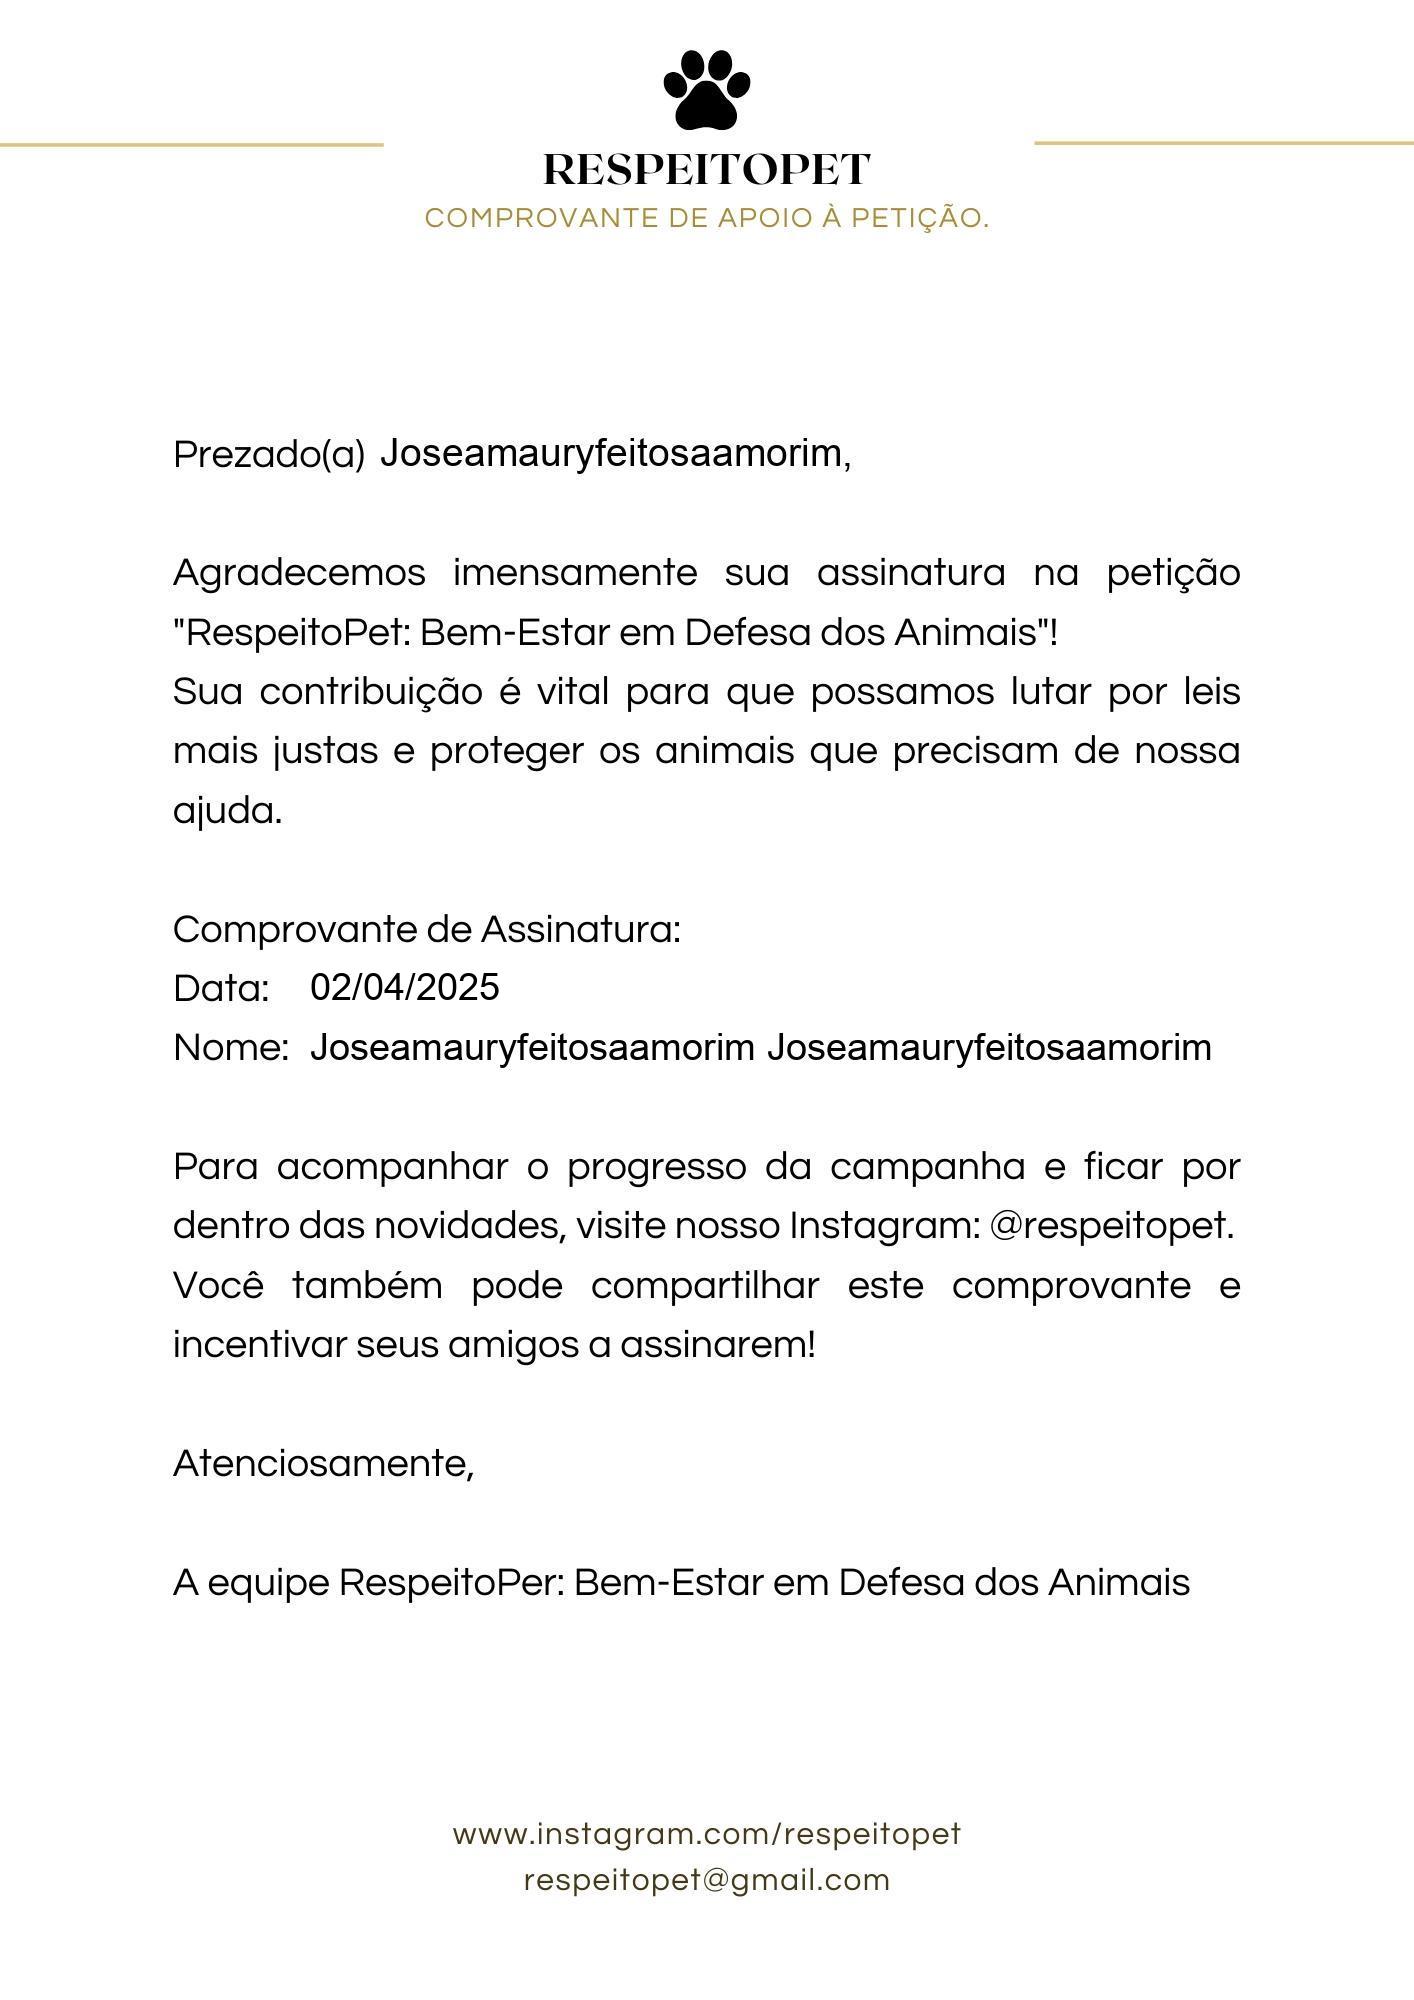 RESPEITOPET
COMPROVANTE DE APOIO À PETIÇÃO.
Prezado(a) Joseamauryfeitosaamorim,
Agradecemos imensamente sua assinatura na petição
"RespeitoPet: Bem-Estar em Defesa dos Animais"!
Sua contribuição é vital para que possamos lutar por leis
mais justas e proteger os animais que precisam de nossa
ajuda.
Comprovante de Assinatura:
Data: 02/04/2025
Nome: Joseamauryfeitosaamorim Joseamauryfeitosaamorim
Para acompanhar o progresso da campanha e ficar por
dentro das novidades, visite nosso Instagram: @respeitopet.
Você também pode compartilhar este comprovante e
incentivar seus amigos a assinarem!
Atenciosamente,
A equipe RespeitoPer: Bem-Estar em Defesa dos Animais
www.instagram.com/respeitopet
respeitopet@gmail.com